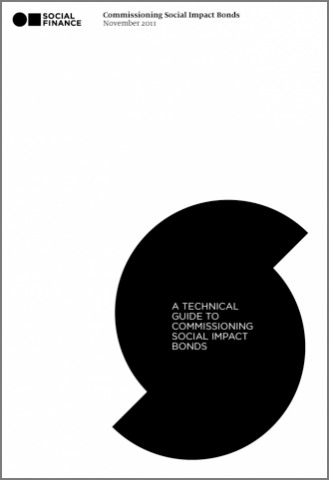 SOCIAL
FINANCE
Commissioning Social Impact Bonds
November 2011
A TECHNICAL
GUIDE TO
COMMISSIONING
SOCIAL IMPACT
BONDS